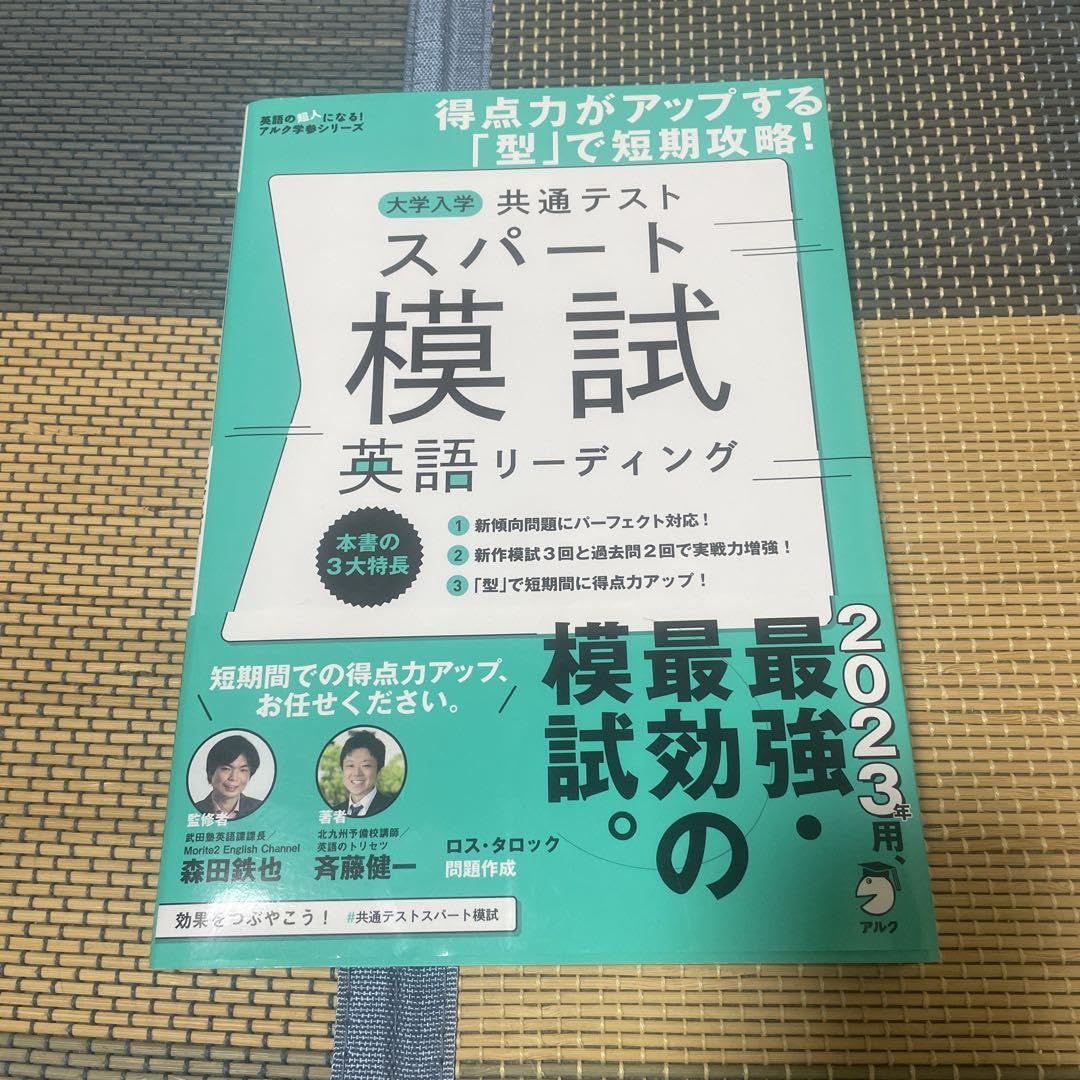 英語の超人になる!
アルク学参シリーズ
得点力がアップする
「型」で短期攻略!
大学入学 共通テスト
スパート
模試
英語リーディング
本書の
3大特長
1 新傾向問題にパーフェクト対応!
2 新作模試3回と過去問2回で実戦力増強!
3 「型」で短期間に得点力アップ!
2023年用、
最強・
最効の
模試。
短期間での得点力アップ、
お任せください。
監修者
武田塾英語課課長/
Morite2 English Channel
森田鉄也
著者
北九州予備校講師/
英語のトリセツ
斉藤健一
ロス・タロック
問題作成
効果をつぶやこう! #共通テストスパート模試
アルク